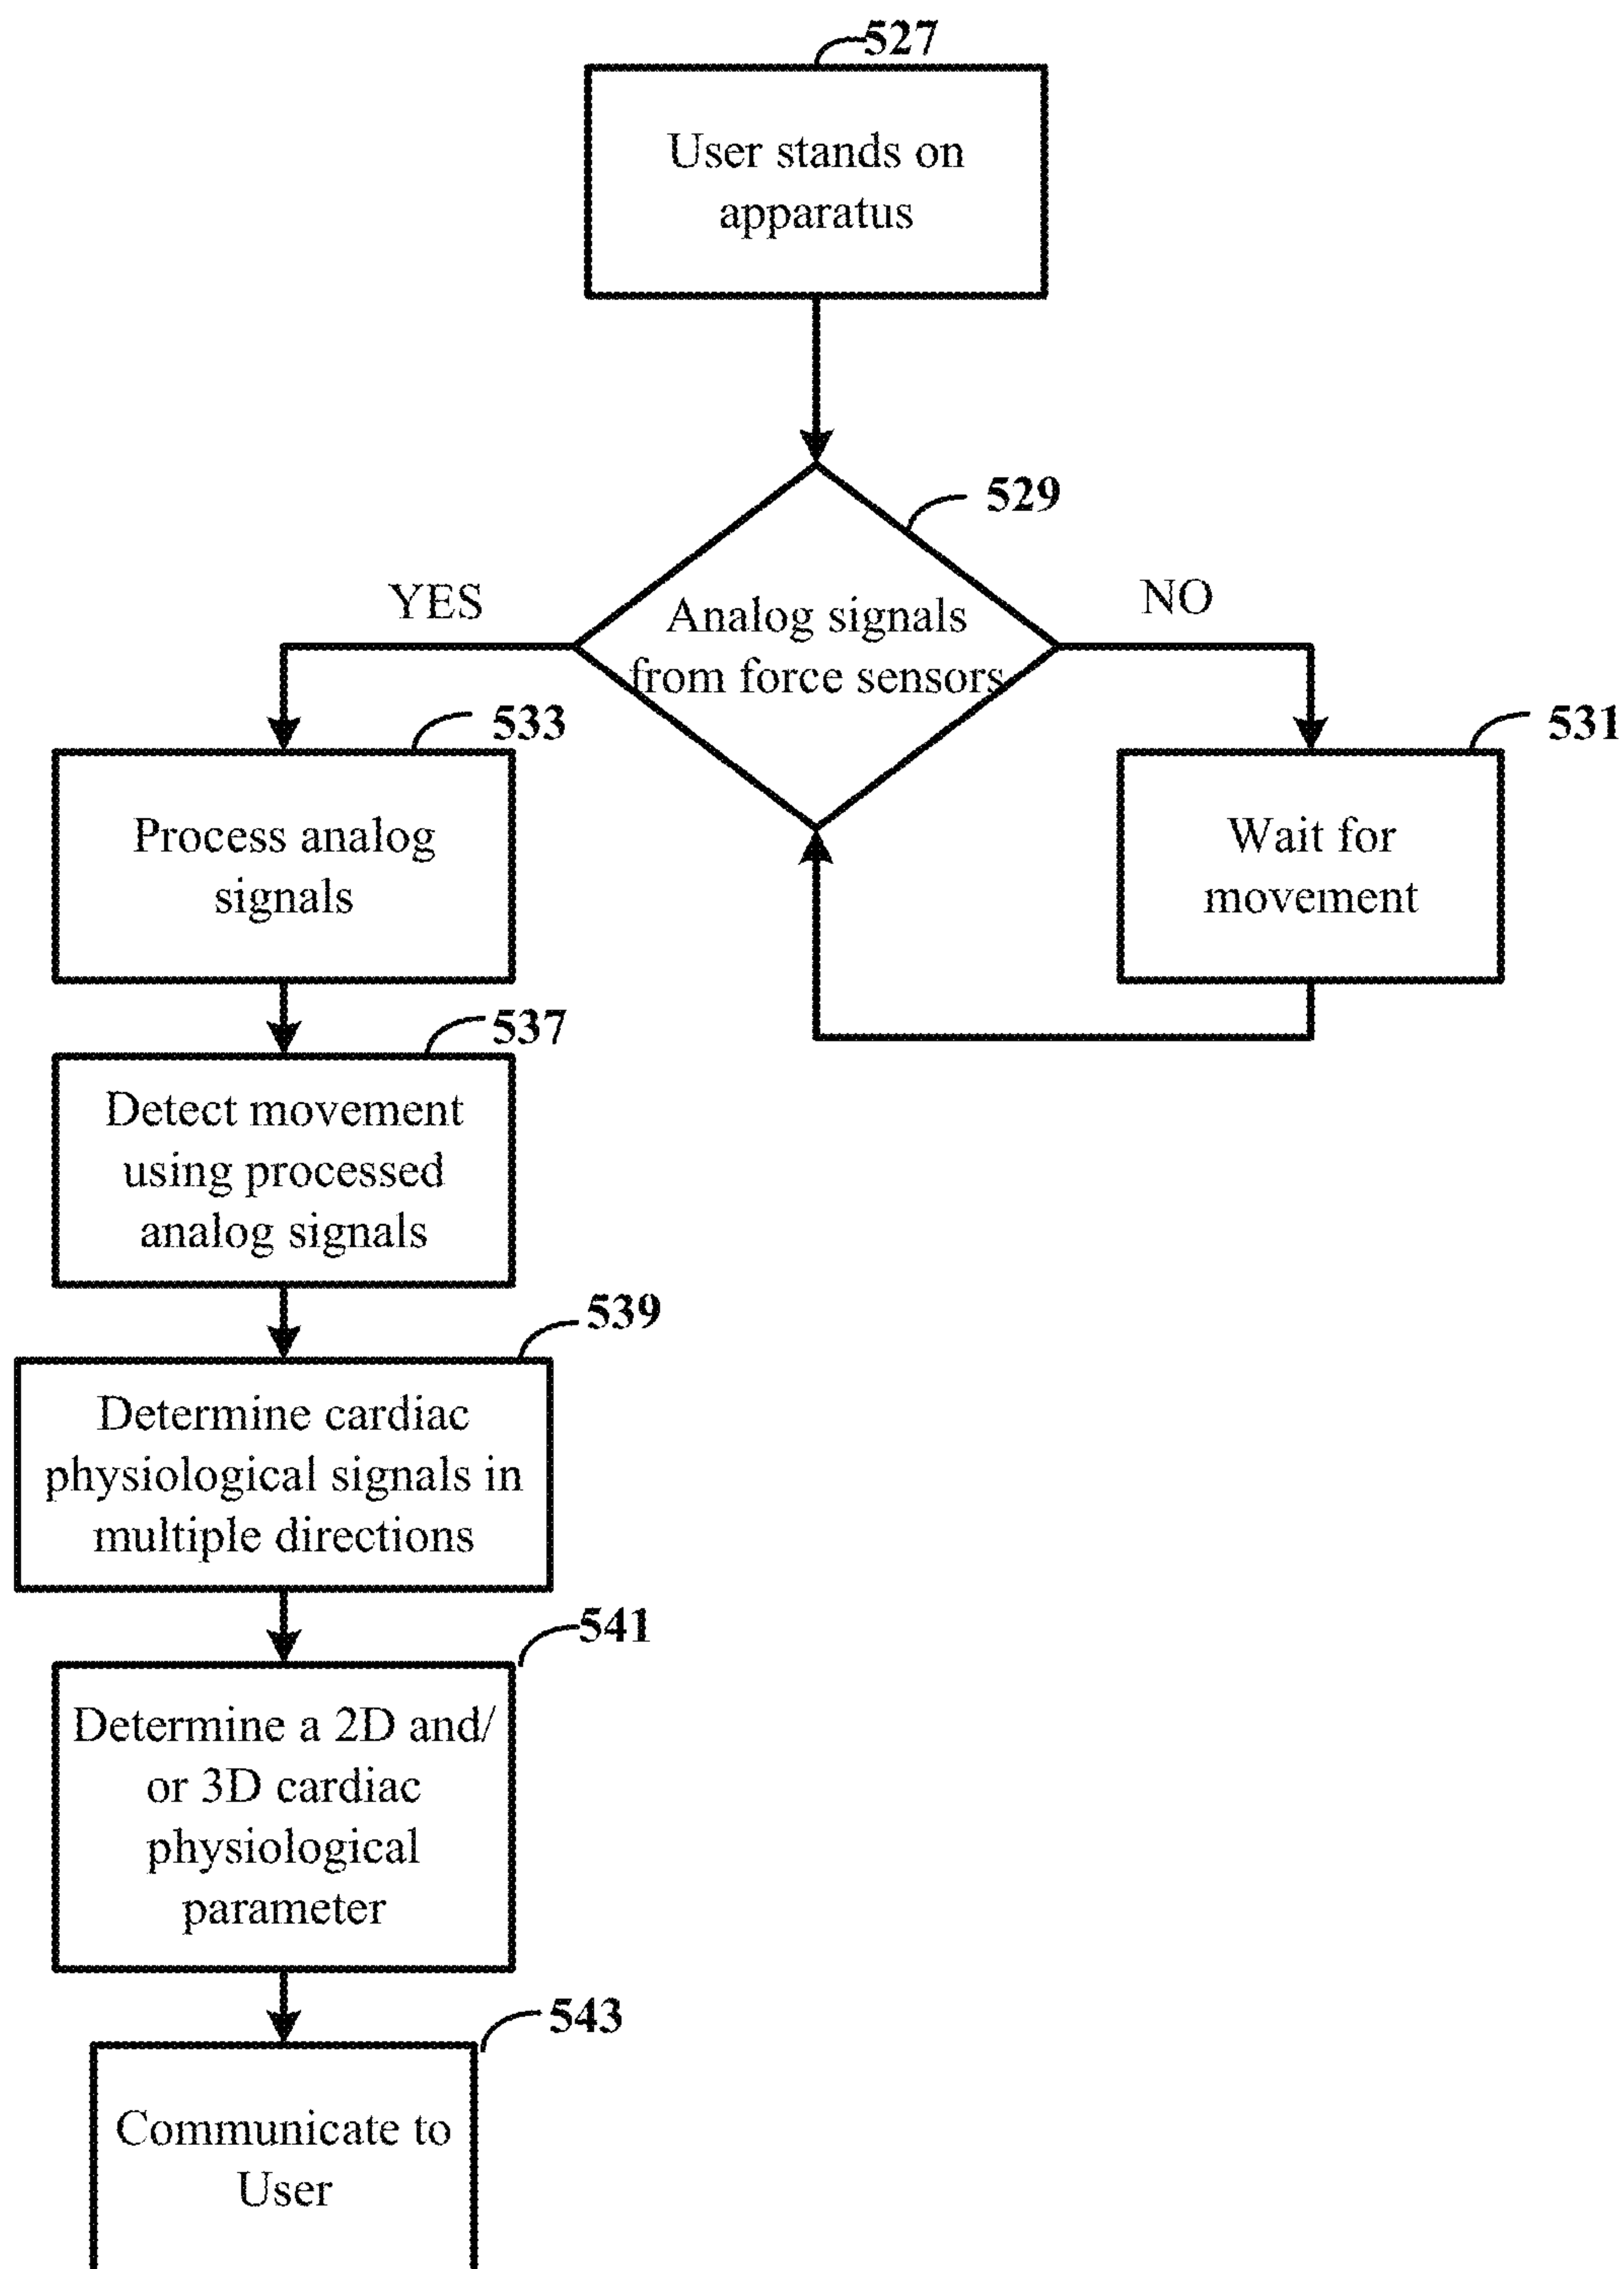 527
User stands on
apparatus
529
YES
NO
Analog signals
from force sensors
533
531
Process analog
signals
Wait for
movement
537
Detect movement
using processed
analog signals
539
Determine cardiac
physiological signals in
multiple directions
541
Determine a 2D and/
or 3D cardiac
physiological
parameter
543
Communicate to
User